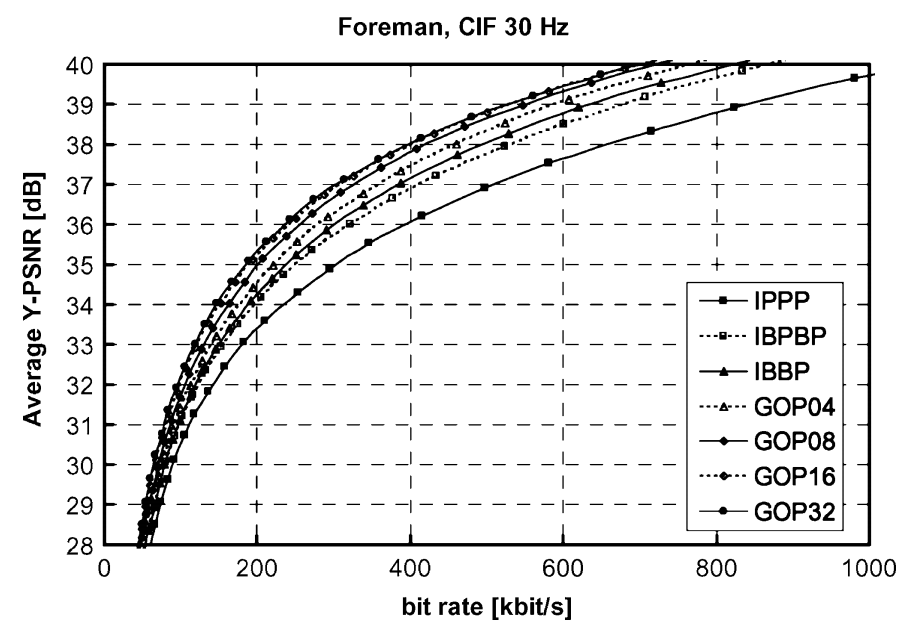 Foreman, CIF 30 Hz
Average Y-PSNR [dB]
40
39
38
37
36
35
34
33
32
31
30
29
28
IPPP
IBPBP
IBBP
GOP04
GOP08
GOP16
GOP32
0 200 400 600 800 1000
bit rate [kbit/s]